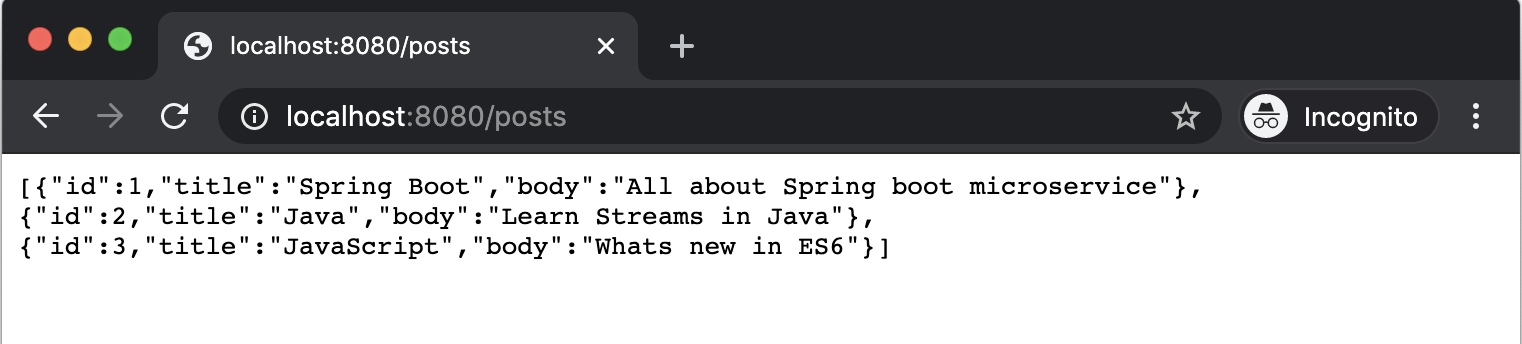 localhost:8080/posts
localhost:8080/posts
Incognito
[{"id":1,"title":"Spring Boot","body":"All about Spring boot microservice"},
{"id":2,"title":"Java","body":"Learn Streams in Java"},
{"id":3,"title":"JavaScript","body":"Whats new in ES6"}]